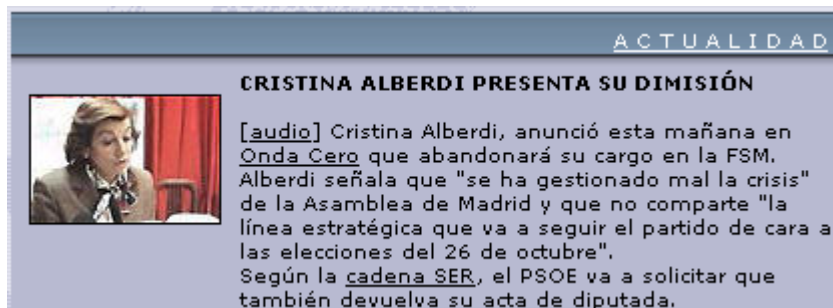 ACTUALIDAD
CRISTINA ALBERDI PRESENTA SU DIMISIÓN
[audio] Cristina Alberdi, anunció esta mañana en
Onda Cero que abandonará su cargo en la FSM.
Alberdi señala que "se ha gestionado mal la crisis"
de la Asamblea de Madrid y que no comparte "la
línea estratégica que va a seguir el partido de cara a
las elecciones del 26 de octubre".
Según la cadena SER, el PSOE va a solicitar que
también devuelva su acta de diputada.